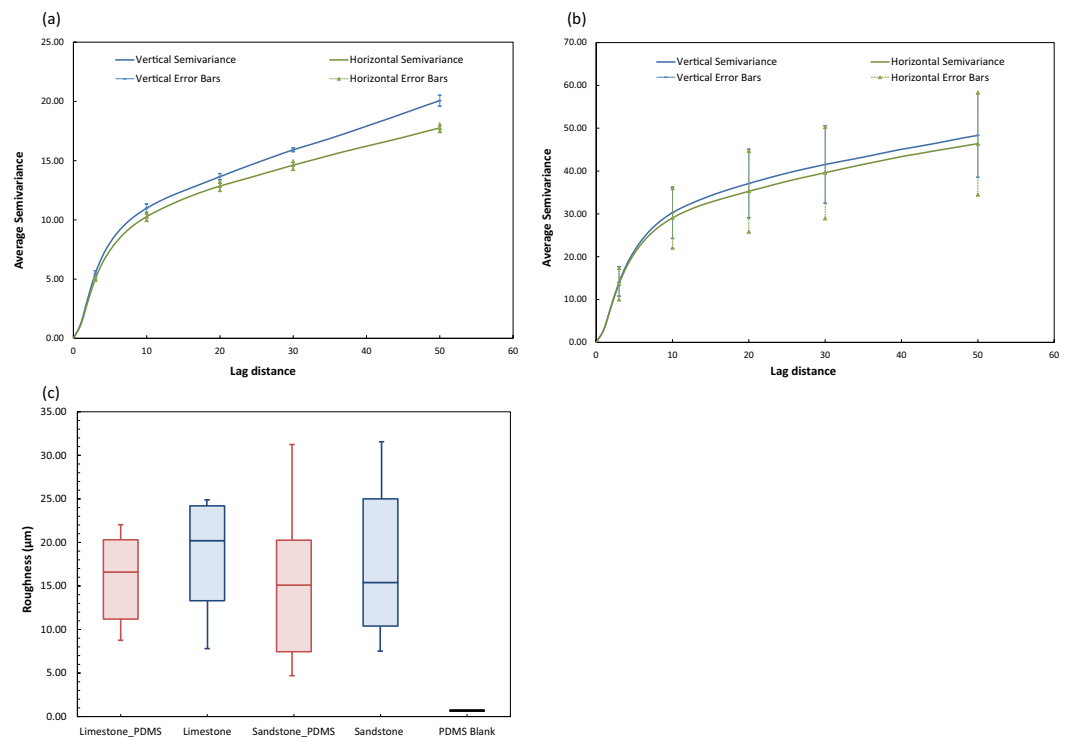 (a)
25.00
20.00
15.00
10.00
5.00
0.00
Average Semivariance
Vertical Semivariance
Horizontal Semivariance
Vertical Error Bars
Horizontal Error Bars
0 10 20 30 40 50 60
Lag distance
(b)
70.00
60.00
50.00
40.00
30.00
20.00
10.00
0.00
Average Semivariance
Vertical Semivariance
Horizontal Semivariance
Vertical Error Bars
Horizontal Error Bars
0 10 20 30 40 50 60
Lag distance
(c)
35.00
30.00
25.00
20.00
15.00
10.00
5.00
0.00
Roughness (μm)
Limestone_PDMS Limestone Sandstone_PDMS Sandstone PDMS Blank